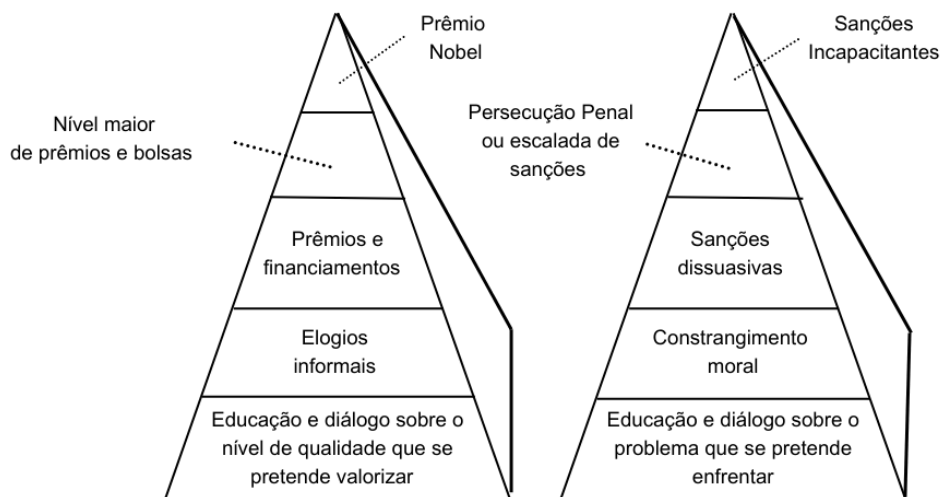 Prêmio
Nobel
Nível maior
de prêmios e bolsas
Prêmios e
financiamentos
Elogios
informais
Educação e diálogo sobre o
nível de qualidade que se
pretende valorizar
Sanções
Incapacitantes
Persecução Penal
ou escalada de
sanções
Sanções
dissuasivas
Constrangimento
moral
Educação e diálogo sobre o
problema que se pretende
enfrentar